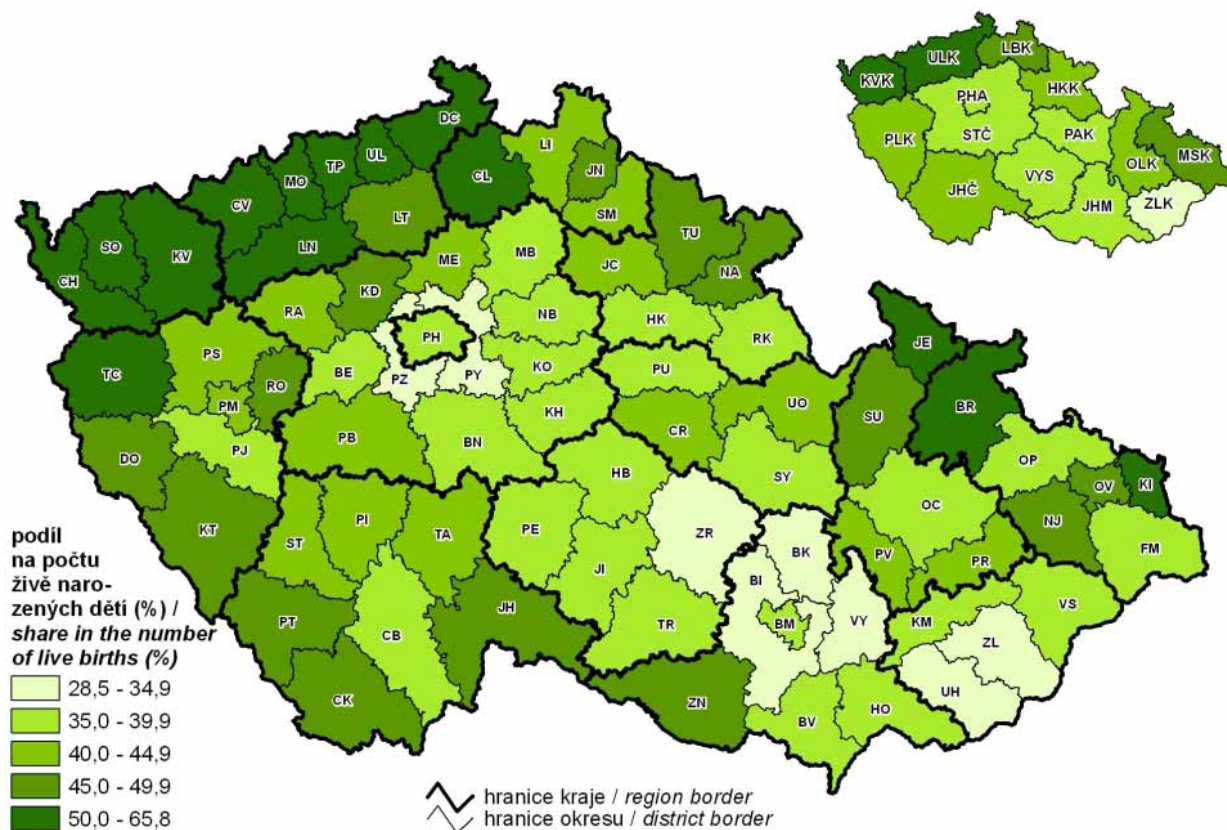 DC
UL
TP
MO
CV
LT
LN
CL
LI
JN
SM
SO
KV
CH
TU
NA
JC
ME
MB
KD
RA
NB
HK
RK
PH
BE
PZ
PY
KO
PU
KH
UO
CR
SY
TC
PS
RO
PM
PJ
DO
KT
PB
BN
HB
JE
SU
BR
OP
OV
KI
NJ
FM
OC
PV
PR
ST
PI
TA
PE
JI
ZR
TR
BK
BI
BM
VY
PT
CB
JH
CK
ZN
BV
HO
KM
VS
ZL
UH
KVK
ULK
LBK
HKK
PHA
STČ
PLK
JHČ
PAK
VYS
OLK
MSK
JHM
ZLK
podíl
na počtu
živě naro-
zených dětí (%) /
share in the number
of live births (%)
28,5 - 34,9
35,0 - 39,9
40,0 - 44,9
45,0 - 49,9
50,0 - 65,8
hranice kraje / region border
hranice okresu / district border